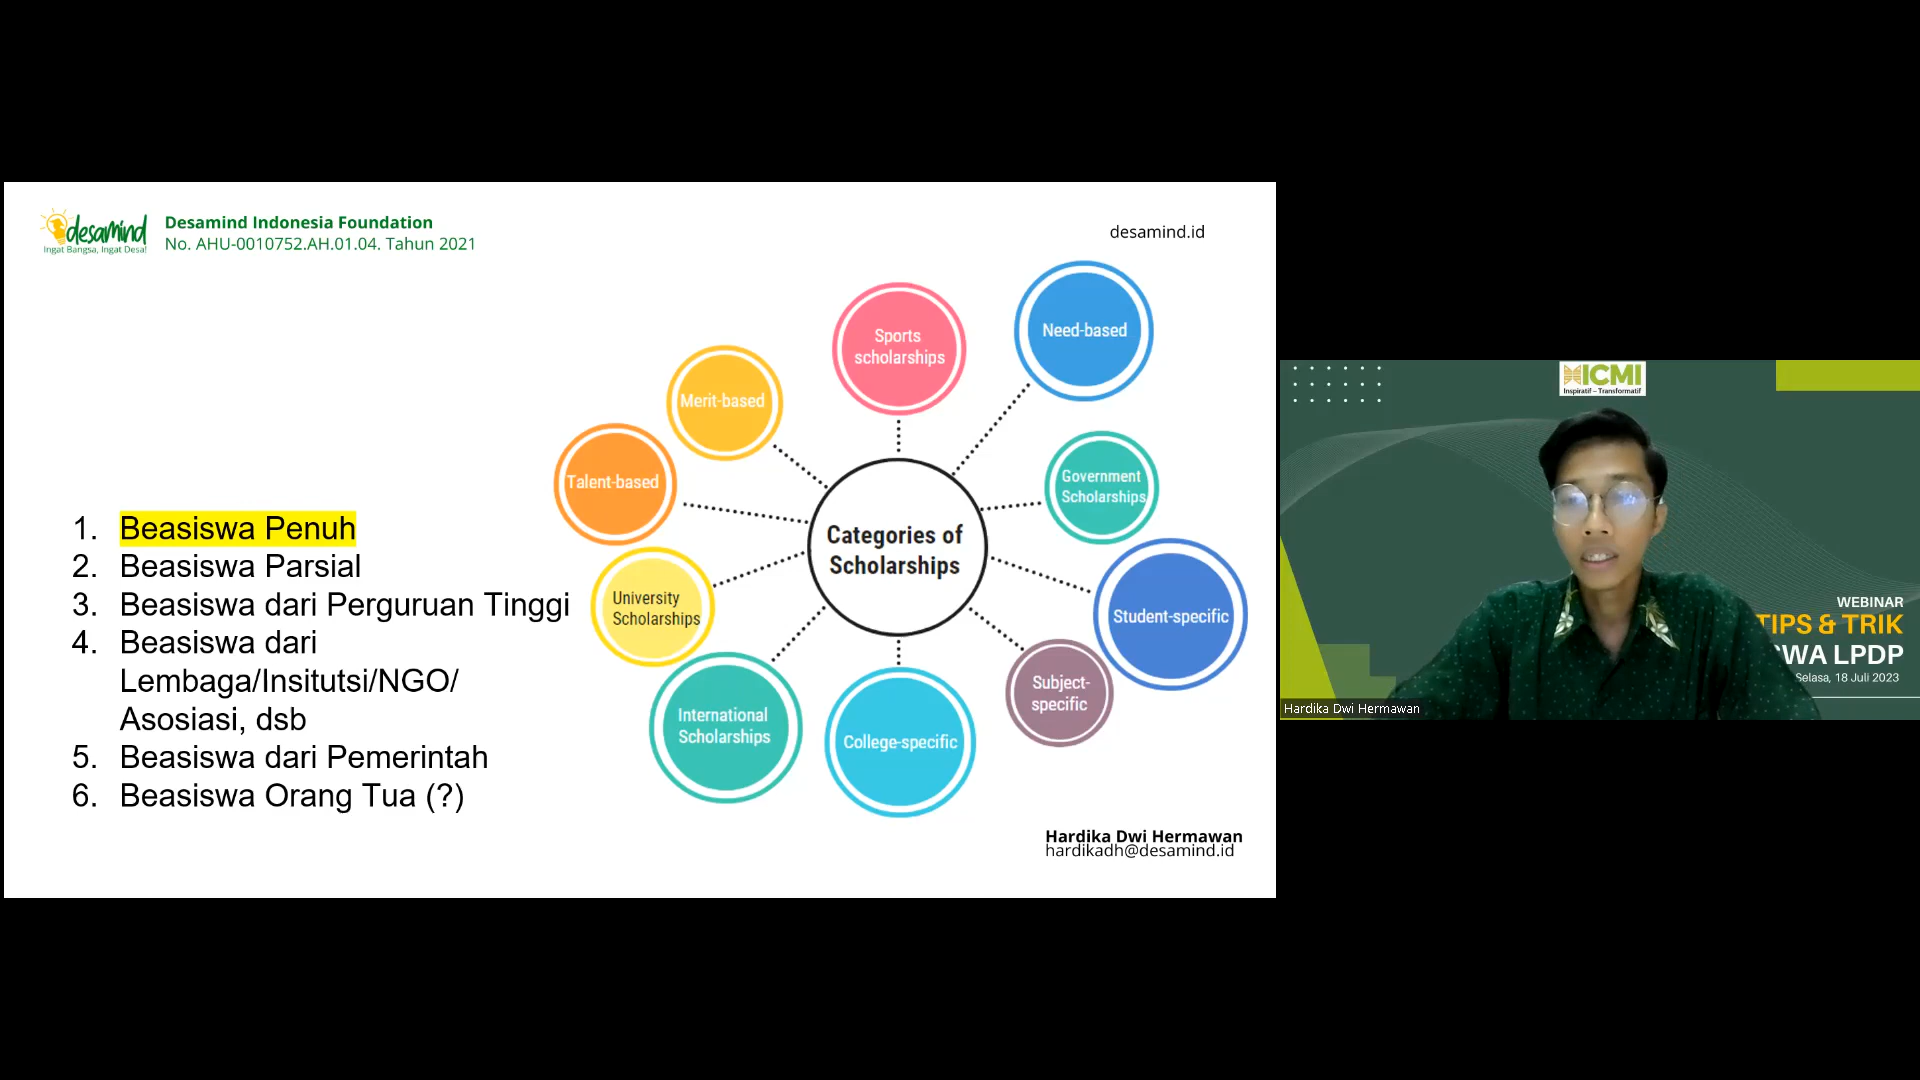 desamind
Ingat Bangsa, Ingat Desa!
Desamind Indonesia Foundation
No. AHU-0010752.AH.01.04. Tahun 2021
desamind.id
1. Beasiswa Penuh
2. Beasiswa Parsial
3. Beasiswa dari Perguruan Tinggi
4. Beasiswa dari
Lembaga/Insitutsi/NGO/
Asosiasi, dsb
5. Beasiswa dari Pemerintah
6. Beasiswa Orang Tua (?)
Categories of
Scholarships
Sports
scholarships
Need-based
Government
Scholarships
Student-specific
Subject-
specific
College-specific
International
Scholarships
University
Scholarships
Talent-based
Merit-based
Hardika Dwi Hermawan
hardikadh@desamind.id
ICMI
Inspiratif – Transformatif
WEBINAR
TIPS & TRIK
WA LPDP
Selasa, 18 Juli 2023
Hardika Dwi Hermawan